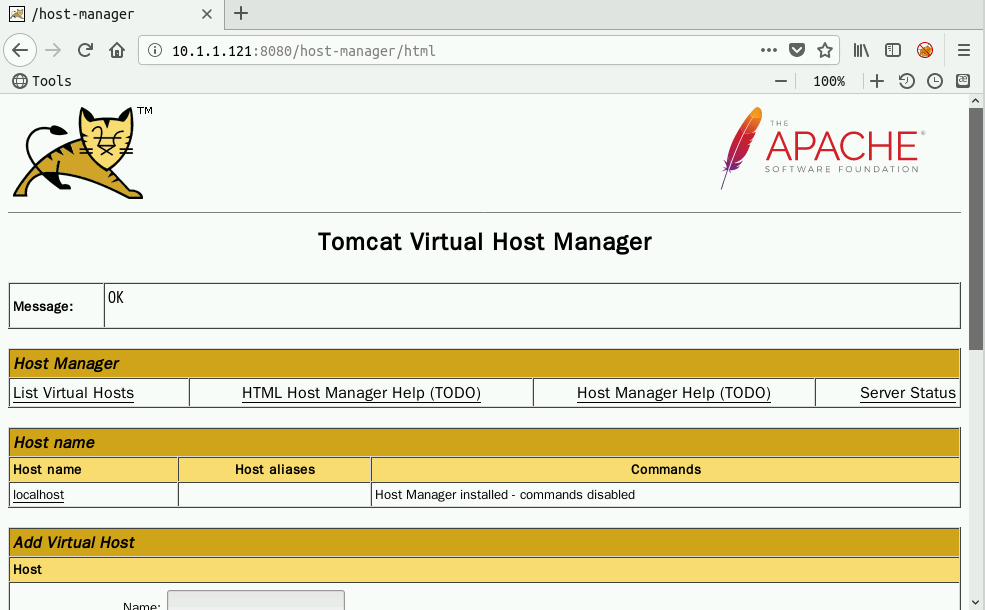 /host-manager
10.1.1.121:8080/host-manager/html
Tools
100%
TM
THE
APACHE®
SOFTWARE FOUNDATION
Tomcat Virtual Host Manager
Message: OK
Host Manager
List Virtual Hosts HTML Host Manager Help (TODO) Host Manager Help (TODO) Server Status
Host name
Host name Host aliases Commands
localhost Host Manager installed - commands disabled
Add Virtual Host
Host
Name: